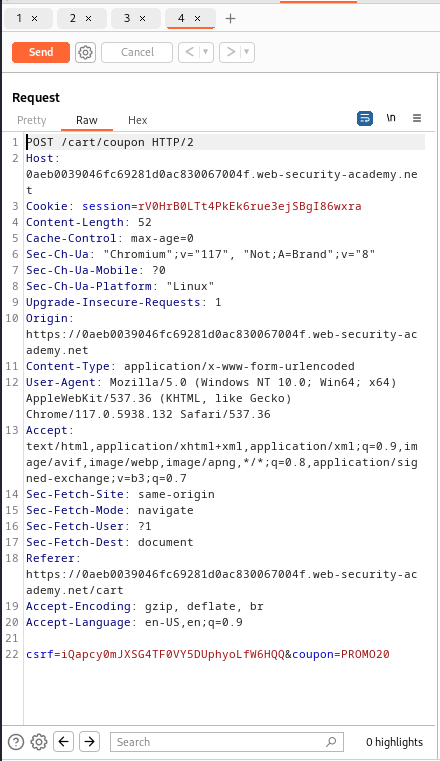 1 × 2 × 3 × 4 × +
Send Cancel < >
Request
Pretty Raw Hex \n
1 POST /cart/coupon HTTP/2
2 Host:
0aeb0039046fc69281d0ac830067004f.web-security-academy.ne
t
3 Cookie: session=rV0HrB0LTt4PkEk6rue3ejSBgI86wxra
4 Content-Length: 52
5 Cache-Control: max-age=0
6 Sec-Ch-Ua: "Chromium";v="117", "Not;A=Brand";v="8"
7 Sec-Ch-Ua-Mobile: ?0
8 Sec-Ch-Ua-Platform: "Linux"
9 Upgrade-Insecure-Requests: 1
10 Origin:
https://0aeb0039046fc69281d0ac830067004f.web-security-ac
ademy.net
11 Content-Type: application/x-www-form-urlencoded
12 User-Agent: Mozilla/5.0 (Windows NT 10.0; Win64; x64)
AppleWebKit/537.36 (KHTML, like Gecko)
Chrome/117.0.5938.132 Safari/537.36
13 Accept:
text/html,application/xhtml+xml,application/xml;q=0.9,im
age/avif,image/webp,image/apng,*/*;q=0.8,application/sig
ned-exchange;v=b3;q=0.7
14 Sec-Fetch-Site: same-origin
15 Sec-Fetch-Mode: navigate
16 Sec-Fetch-User: ?1
17 Sec-Fetch-Dest: document
18 Referer:
https://0aeb0039046fc69281d0ac830067004f.web-security-ac
ademy.net/cart
19 Accept-Encoding: gzip, deflate, br
20 Accept-Language: en-US,en;q=0.9
21
22 csrf=iQapcy0mJXSG4TF0VY5DUphyoLfW6HQQ&coupon=PROMO20
Search 0 highlights